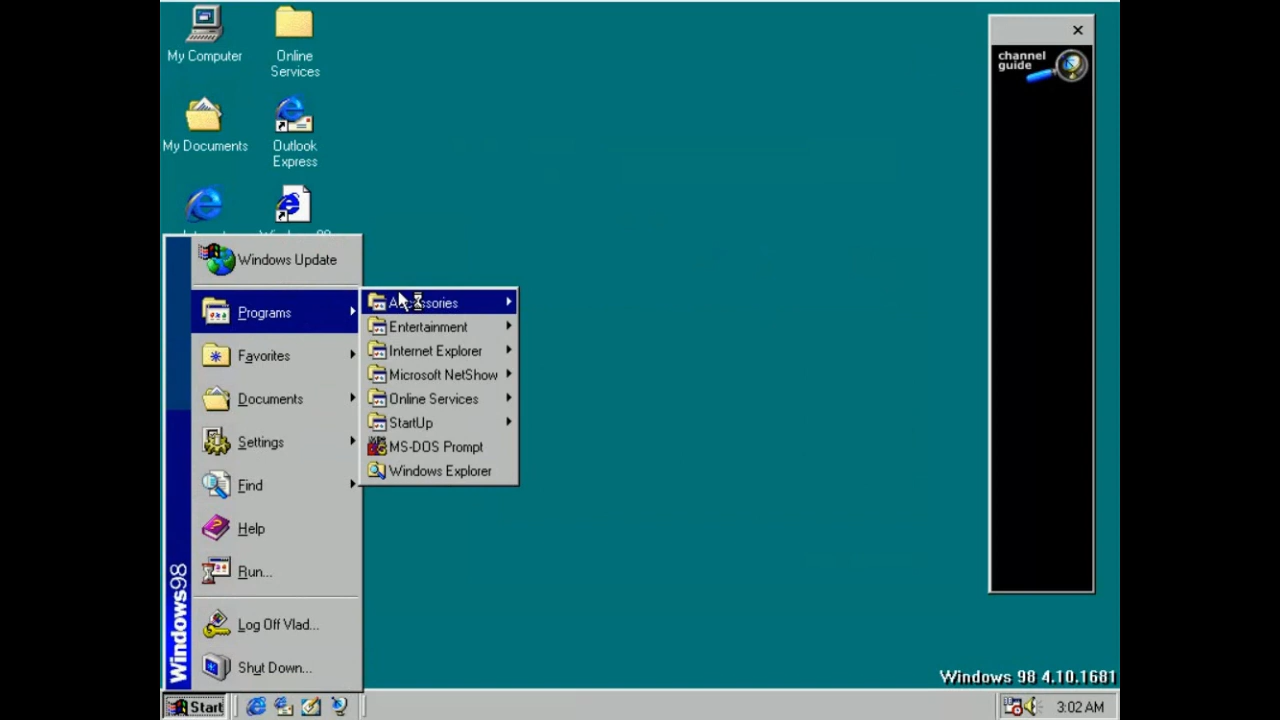 My Computer
Online
Services
channel
guide
My Documents
Outlook
Express
Windows Update
Programs
Accessories
Entertainment
Favorites
Internet Explorer
Microsoft NetShow
Documents
Online Services
StartUp
Settings
MS-DOS Prompt
Windows Explorer
Find
Help
Run...
Log Off Vlad...
Shut Down...
Windows98
Windows 98 4.10.1681
Start
3:02 AM